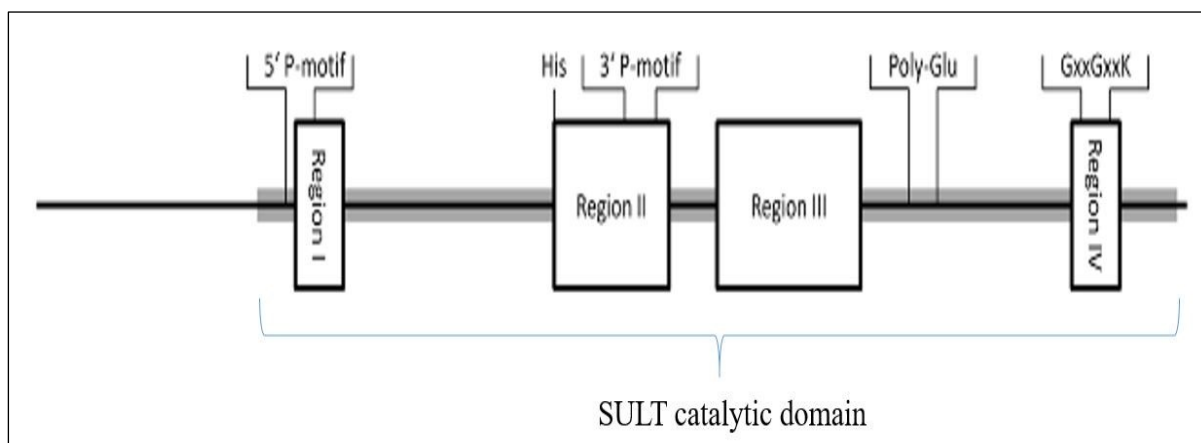 5' P-motif His 3' P-motif Poly-Glu GxxGxxK
Region I Region II Region III Region IV
SULT catalytic domain